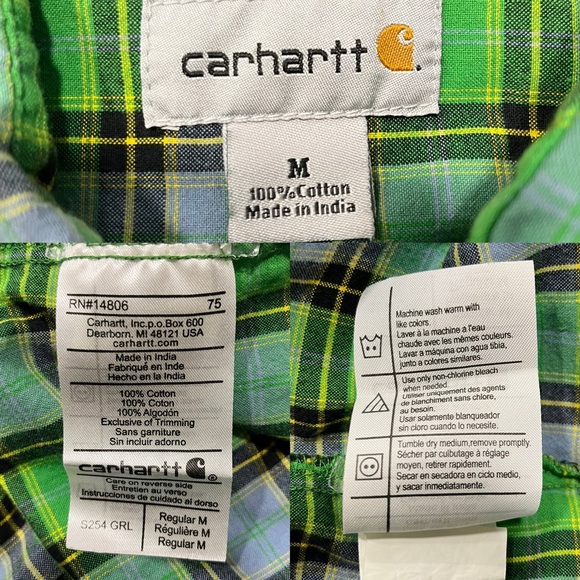 carhartt
M
100%Cotton
Made in India
RN#14806 75
Carhartt, Inc.p.o.Box 600
Dearborn, MI 48121 USA
carhartt.com
Made in India
Fabriqué en Inde
Hecho en la India
100% Cotton
100% Coton
100% Algodón
Exclusive of Trimming
Sans garniture
Sin incluir adorno
carhartt
Care on reverse side
Entretien au verso
Instrucciones de cuidado al dorso
S254 GRL
Regular M
Régulière M
Regular M
Machine wash warm with
like colors.
Laver à la machine a l'eau
chaude avec les mêmes couleurs.
Lavar a máquina con agua tibia,
junto a colores similares.
Use only non-chlorine bleach
when needed.
Utiliser uniquement des agents
de blanchiment sans chlore,
au besoin.
Usar solamente blanqueador
sin cloro cuando lo necesite.
Tumble dry medium,remove promptly.
Sécher par culbutage à réglage
moyen, retirer rapidement.
Secar en secadora en ciclo medio,
y sacar inmediatamente.